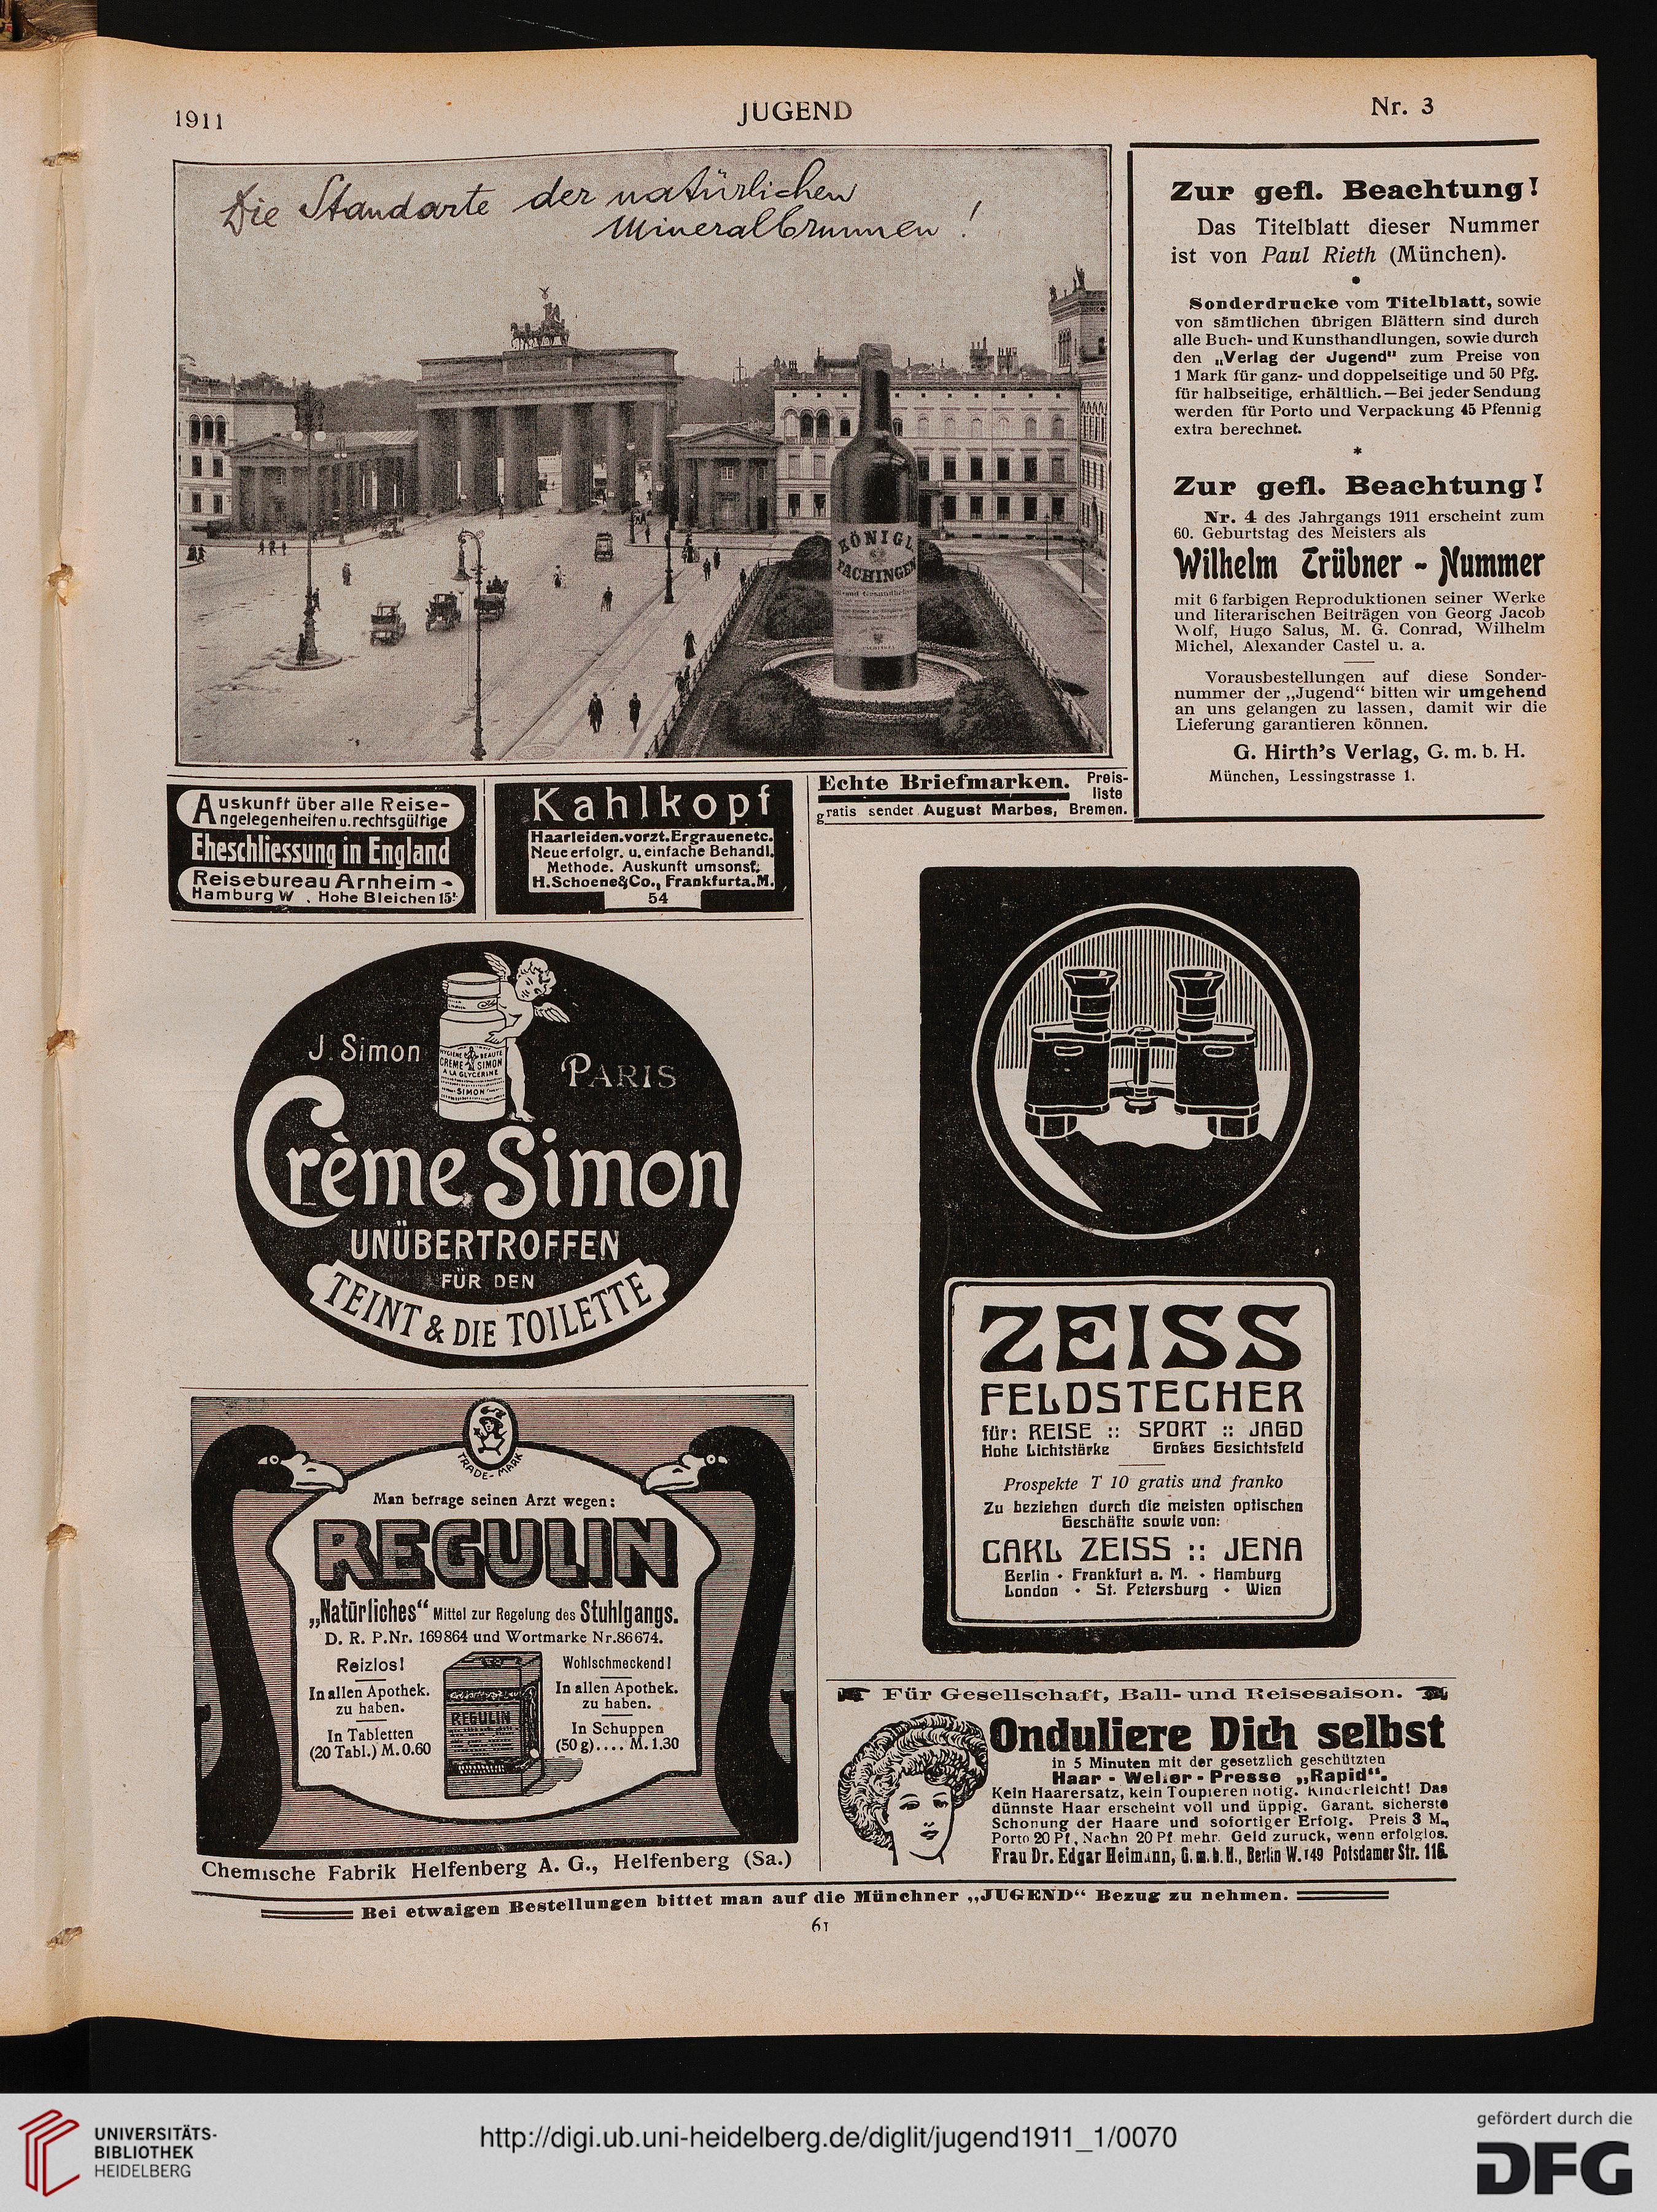 1911
JUGEND
Nr. 3
Die Standarte der natürlichen
Mineralbrunnen!
KÖNIGL.
FACHINGEN
Zur gefl. Beachtung!
Das Titelblatt dieser Nummer
ist von Paul Rieth (München).
Sonderdrucke vom Titelblatt, sowie
von sämtlichen übrigen Blättern sind durch
alle Buch- und Kunsthandlungen, sowie durch
den „Verlag der Jugend" zum Preise von
1 Mark für ganz- und doppelseitige und 50 Pfg.
für halbseitige, erhältlich. — Bei jeder Sendung
werden für Porto und Verpackung 45 Pfennig
extra berechnet.
*
Zur gefl. Beachtung!
Nr. 4 des Jahrgangs 1911 erscheint zum
60. Geburtstag des Meisters als
Wilhelm Trübner - Nummer
mit 6 farbigen Reproduktionen seiner Werke
und literarischen Beiträgen von Georg Jacob
Wolf, Hugo Salus, M. G. Conrad, Wilhelm
Michel, Alexander Castel u. a.
Vorausbestellungen auf diese Sonder-
nummer der „Jugend" bitten wir umgehend
an uns gelangen zu lassen, damit wir die
Lieferung garantieren können.
G. Hirth's Verlag, G. m. b. H.
München, Lessingstrasse 1.
Auskunft über alle Reise-
Angelegenheiten u. rechtsgültige
Eheschliessung in England
Reisebureau Arnheim
Hamburg W., Hohe Bleichen 15
Kahlkopf
Haarleiden. vorzt. Ergrauen etc.
Neue erfolgr. u. einfache Behandl.
Methode. Auskunft umsonst.
H. Schoene & Co., Frankfurt a. M.
54
Echte Briefmarken. Preis-
liste
gratis sendet August Marbes, Bremen.
J. Simon
PARIS
HYGIENE BEAUTE
CREME SIMON
A LA GLYCERINE
SIMON
Crème Simon
UNÜBERTROFFEN
FÜR DEN
TEINT & DIE TOILETTE
ZEISS
FELDSTECHER
für: REISE :: SPORT :: JAGD
Hohe Lichtstärke Großes Gesichtsfeld
Prospekte T 10 gratis und franko
Zu beziehen durch die meisten optischen
Geschäfte sowie von:
CARL ZEISS :: JENA
Berlin • Frankfurt a. M. • Hamburg
London • St. Petersburg • Wien
TRADE-MARK
Man befrage seinen Arzt wegen:
REGULIN
„Natürliches" Mittel zur Regelung des Stuhlgangs.
D. R. P. Nr. 169864 und Wortmarke Nr. 86674.
Reizlos!
In allen Apothek.
zu haben.
In Tabletten
(20 Tabl.) M. 0.60
REGULIN
Wohlschmeckend!
In allen Apothek.
zu haben.
In Schuppen
(50 g).... M. 1.30
Chemische Fabrik Helfenberg A. G., Helfenberg (Sa.)
Für Gesellschaft, Ball- und Reisesaison.
Onduliere Dich selbst
in 5 Minuten mit der gesetzlich geschützten
Haar - Weller - Presse „Rapid".
Kein Haarersatz, kein Toupieren nötig. Kinderleicht! Das
dünnste Haar erscheint voll und üppig. Garant. sicherste
Schonung der Haare und sofortiger Erfolg. Preis 3 M.,
Porto 20 Pf., Nachn 20 Pf mehr. Geld zurück, wenn erfolglos.
Frau Dr. Edgar Heimann, G. m. b. H., Berlin W. 149 Potsdamer Str. 116.
Bei etwaigen Bestellungen bittet man auf die Münchner „JUGEND" Bezug zu nehmen.
61
UNIVERSITÄTS-
BIBLIOTHEK
HEIDELBERG
http://digi.ub.uni-heidelberg.de/diglit/jugend1911_1/0070
gefördert durch die
DFG